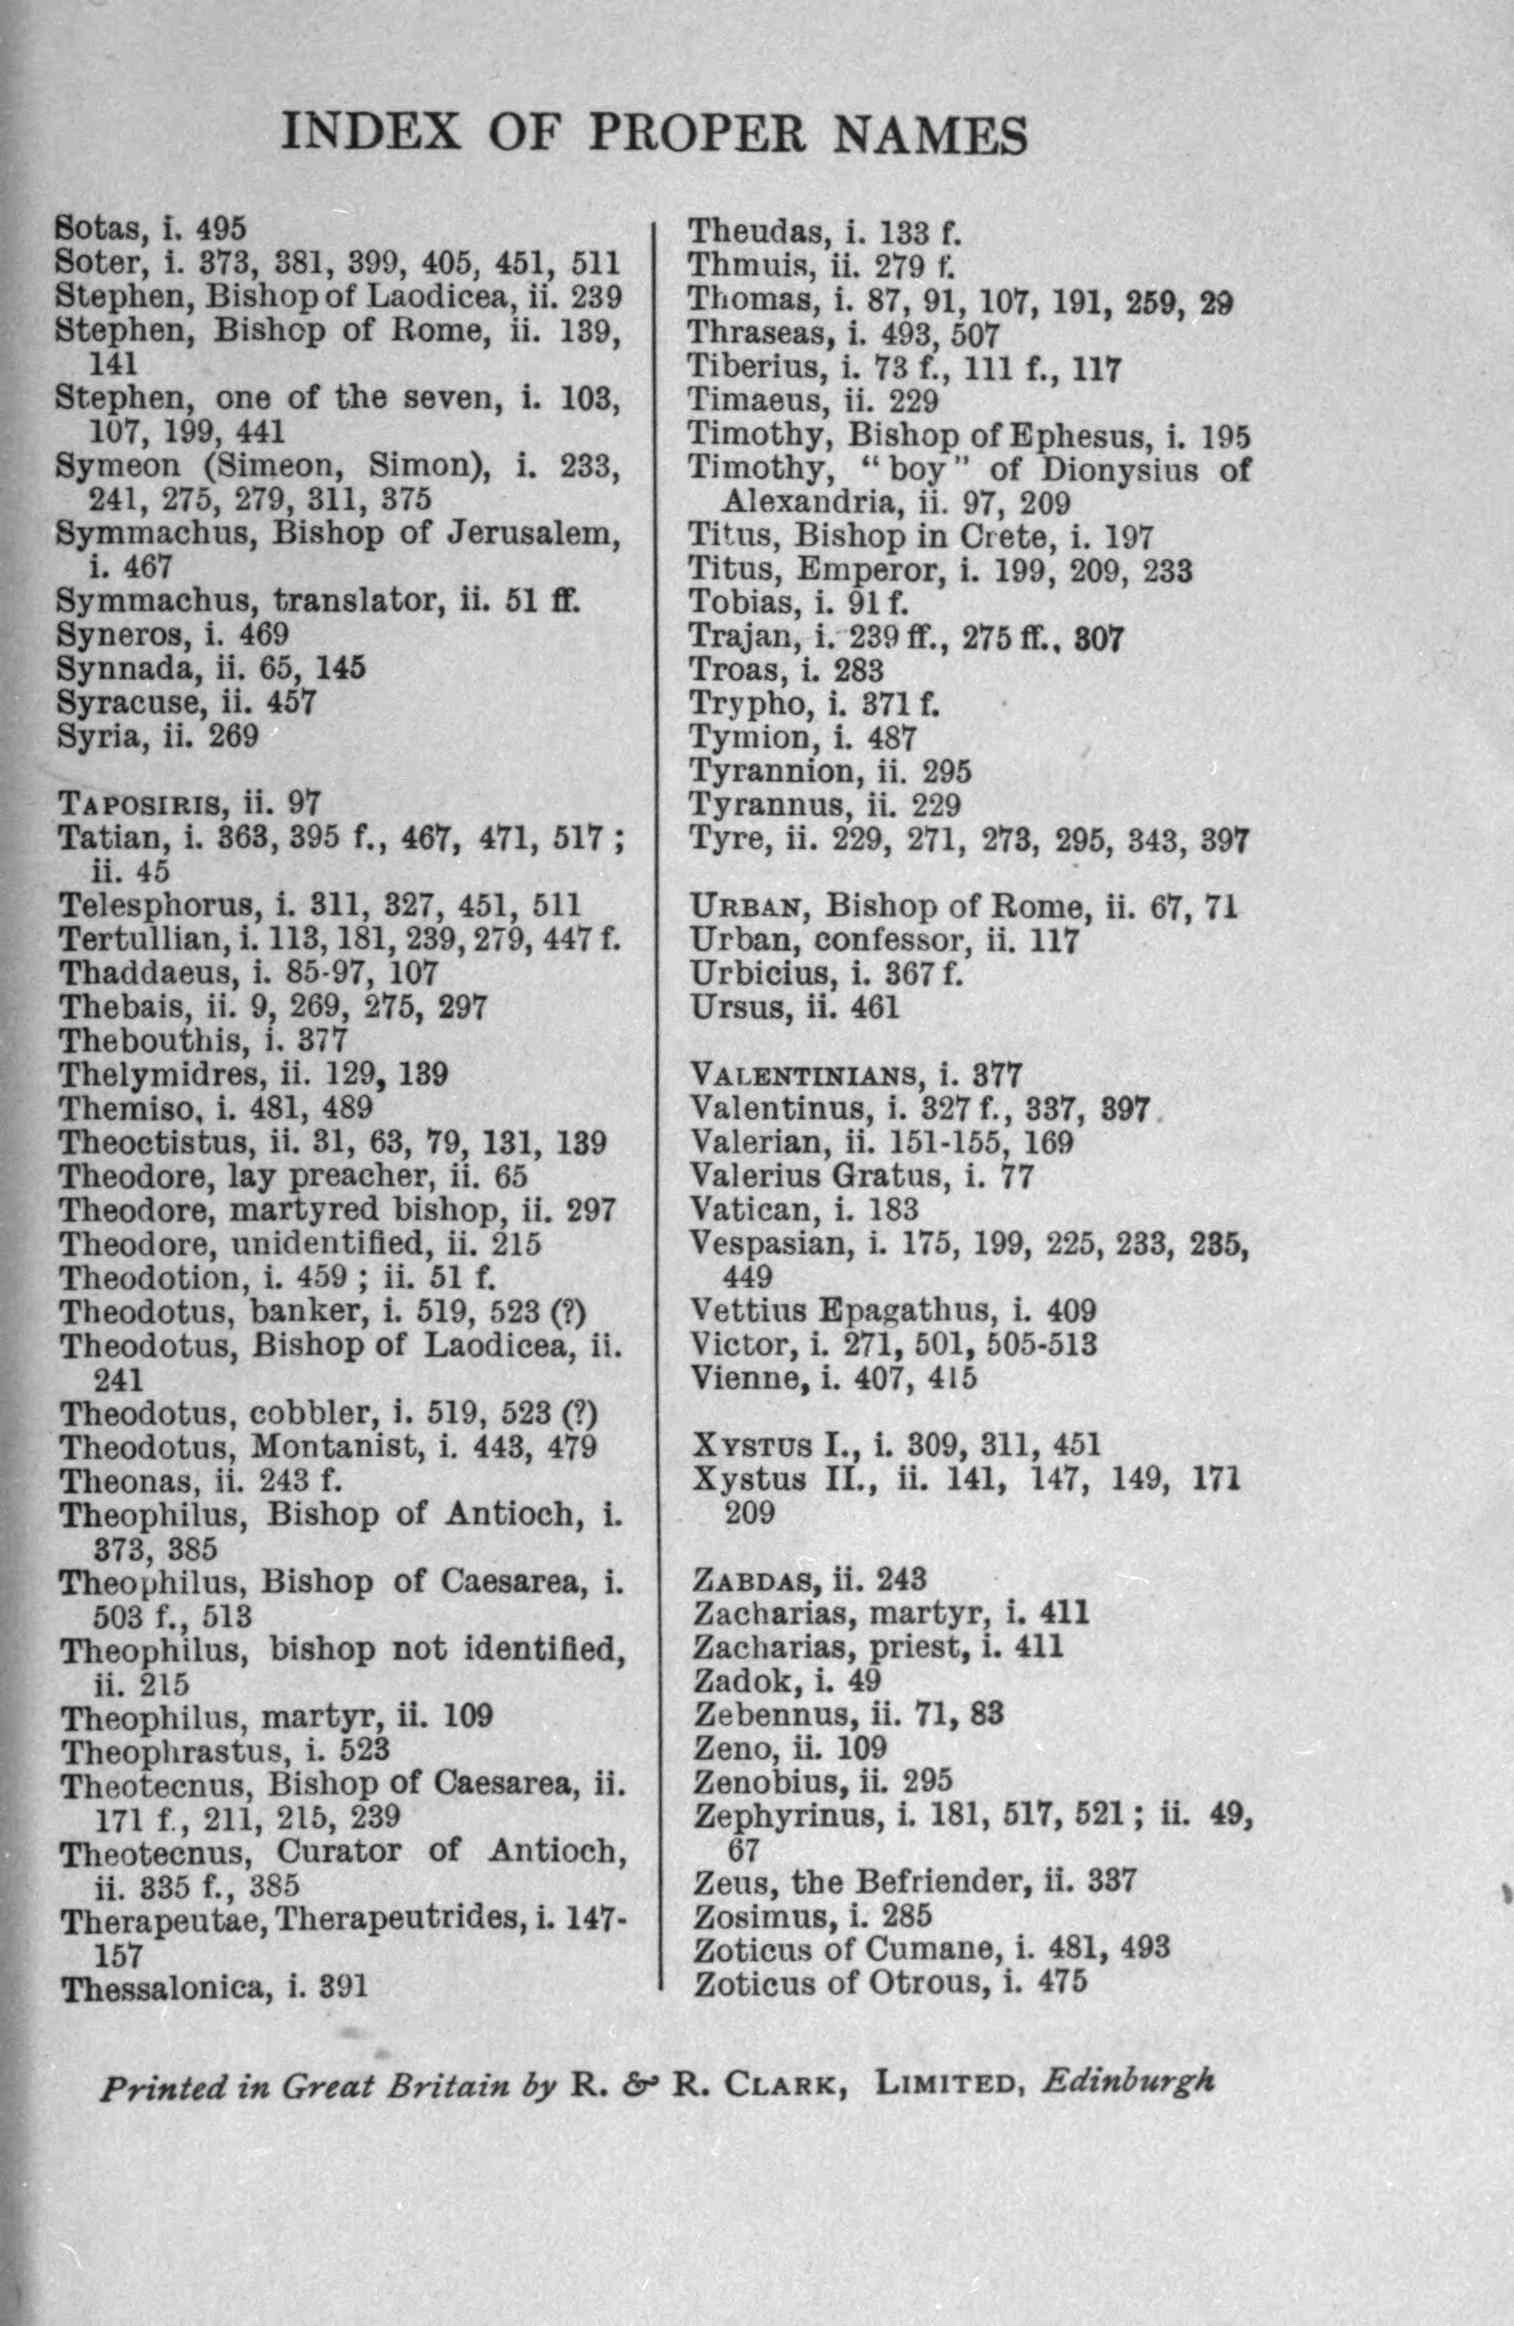 INDEX OF PROPER NAMES
Sotas, i. 495
Soter, i. 373, 381, 399, 405, 451, 511
Stephen, Bishop of Laodicea, ii. 239
Stephen, Bishop of Rome, ii. 139,
141
Stephen, one of the seven, i. 103,
107, 199, 441
Symeon (Simeon, Simon), i. 233,
241, 275, 279, 311, 375
Symmachus, Bishop of Jerusalem,
i. 467
Symmachus, translator, ii. 51 ff.
Syneros, i. 469
Synnada, ii. 65, 145
Syracuse, ii. 457
Syria, ii. 269
TAPOSIRIS, ii. 97
Tatian, i. 363, 395 f., 467, 471, 517 ;
ii. 45
Telesphorus, i. 311, 327, 451, 511
Tertullian, i. 113, 181, 239, 279, 447 f.
Thaddaeus, i. 85-97, 107
Thebais, ii. 9, 269, 275, 297
Thebouthis, i. 377
Thelymidres, ii. 129, 139
Themiso, i. 481, 489
Theoctistus, ii. 31, 63, 79, 131, 139
Theodore, lay preacher, ii. 65
Theodore, martyred bishop, ii. 297
Theodore, unidentified, ii. 215
Theodotion, i. 459 ; ii. 51 f.
Theodotus, banker, i. 519, 523 (?)
Theodotus, Bishop of Laodicea, ii.
241
Theodotus, cobbler, i. 519, 523 (?)
Theodotus, Montanist, i. 443, 479
Theonas, ii. 243 f.
Theophilus, Bishop of Antioch, i.
373, 385
Theophilus, Bishop of Caesarea, i.
503 f., 513
Theophilus, bishop not identified,
ii. 215
Theophilus, martyr, ii. 109
Theophrastus, i. 523
Theotecnus, Bishop of Caesarea, ii.
171 f., 211, 215, 239
Theotecnus, Curator of Antioch,
ii. 335 f., 385
Therapeutae, Therapeutrides, i. 147-
157
Thessalonica, i. 391
Theudas, i. 133 f.
Thmuis, ii. 279 f.
Thomas, i. 87, 91, 107, 191, 259, 29
Thraseas, i. 493, 507
Tiberius, i. 73 f., 111 f., 117
Timaeus, ii. 229
Timothy, Bishop of Ephesus, i. 195
Timothy, "boy" of Dionysius of
Alexandria, ii. 97, 209
Titus, Bishop in Crete, i. 197
Titus, Emperor, i. 199, 209, 233
Tobias, i. 91 f.
Trajan, i. 239 ff., 275 ff., 307
Troas, i. 283
Trypho, i. 371 f.
Tymion, i. 487
Tyrannion, ii. 295
Tyrannus, ii. 229
Tyre, ii. 229, 271, 273, 295, 343, 397
URBAN, Bishop of Rome, ii. 67, 71
Urban, confessor, ii. 117
Urbicius, i. 367 f.
Ursus, ii. 461
VALENTINIANS, i. 377
Valentinus, i. 327 f., 337, 397
Valerian, ii. 151-155, 169
Valerius Gratus, i. 77
Vatican, i. 183
Vespasian, i. 175, 199, 225, 233, 235,
449
Vettius Epagathus, i. 409
Victor, i. 271, 501, 505-513
Vienne, i. 407, 415
XYSTUS I., i. 309, 311, 451
Xystus II., ii. 141, 147, 149, 171
209
ZABDAS, ii. 243
Zacharias, martyr, i. 411
Zacharias, priest, i. 411
Zadok, i. 49
Zebennus, ii. 71, 83
Zeno, ii. 109
Zenobius, ii. 295
Zephyrinus, i. 181, 517, 521 ; ii. 49,
67
Zeus, the Befriender, ii. 337
Zosimus, i. 285
Zoticus of Cumane, i. 481, 493
Zoticus of Otrous, i. 475
Printed in Great Britain by R. & R. CLARK, LIMITED, Edinburgh